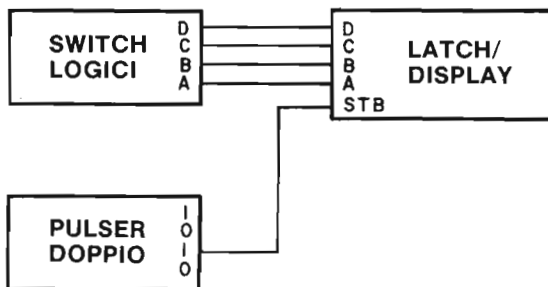 SWITCH
LOGICI
D
C
B
A
D
C
B
A
STB
LATCH/
DISPLAY
PULSER
DOPPIO
I
O
I
O